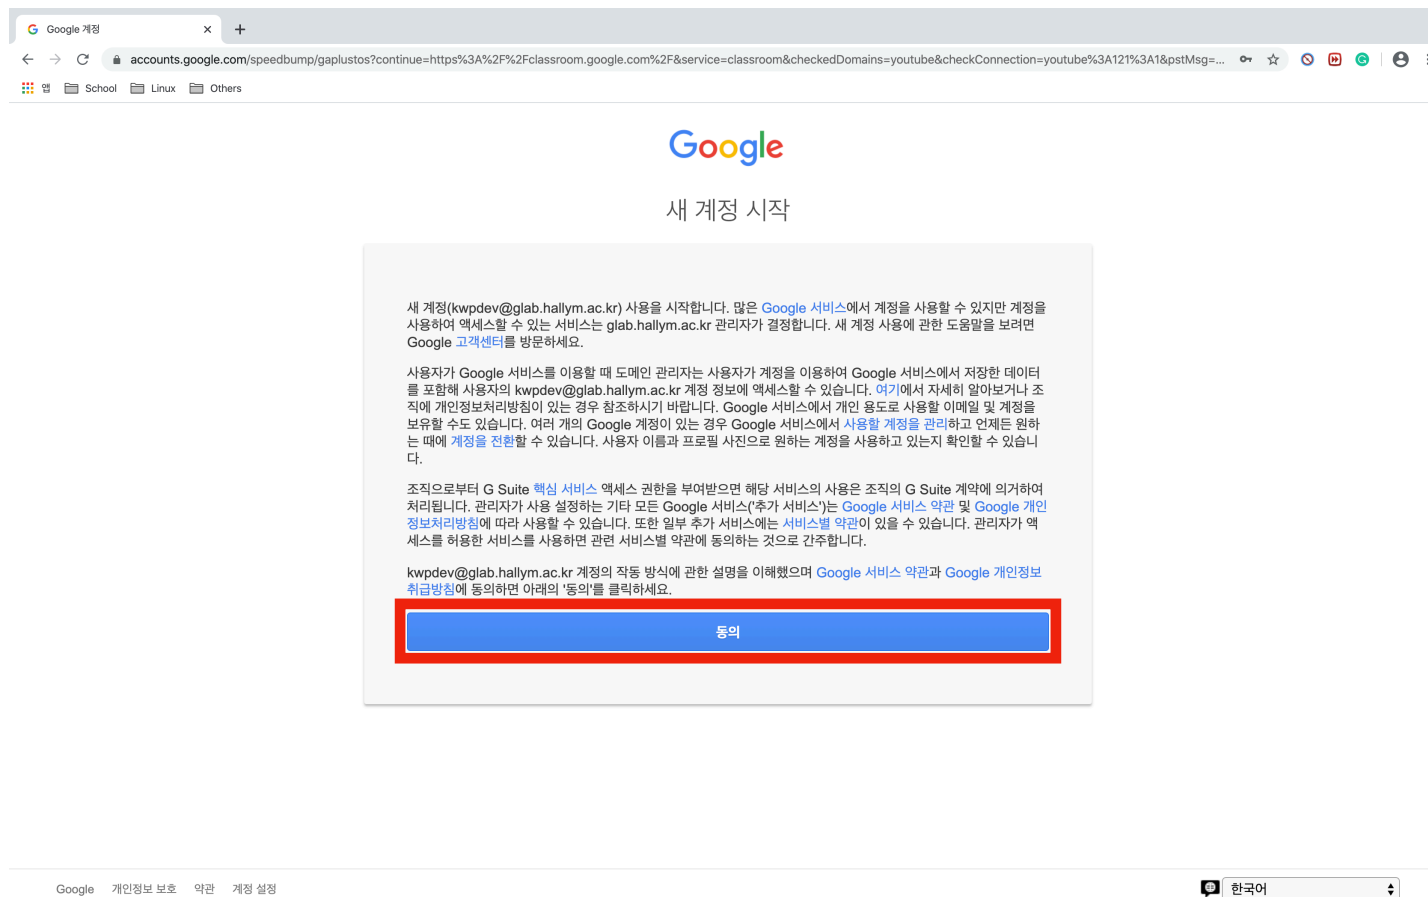 Google 계정
accounts.google.com/speedbump/gaplustos?continue=https%3A%2F%2Fclassroom.google.com%2F&service=classroom&checkedDomains=youtube&checkConnection=youtube%3A121%3A1&pstMsg=...
앱 School Linux Others
Google
새 계정 시작
새 계정(kwpdev@glab.hallym.ac.kr) 사용을 시작합니다. 많은 Google 서비스에서 계정을 사용할 수 있지만 계정을
사용하여 액세스할 수 있는 서비스는 glab.hallym.ac.kr 관리자가 결정합니다. 새 계정 사용에 관한 도움말을 보려면
Google 고객센터를 방문하세요.
사용자가 Google 서비스를 이용할 때 도메인 관리자는 사용자가 계정을 이용하여 Google 서비스에서 저장한 데이터
를 포함해 사용자의 kwpdev@glab.hallym.ac.kr 계정 정보에 액세스할 수 있습니다. 여기에서 자세히 알아보거나 조
직에 개인정보처리방침이 있는 경우 참조하시기 바랍니다. Google 서비스에서 개인 용도로 사용할 이메일 및 계정을
보유할 수도 있습니다. 여러 개의 Google 계정이 있는 경우 Google 서비스에서 사용할 계정을 관리하고 언제든 원하
는 때에 계정을 전환할 수 있습니다. 사용자 이름과 프로필 사진으로 원하는 계정을 사용하고 있는지 확인할 수 있습니
다.
조직으로부터 G Suite 핵심 서비스 액세스 권한을 부여받으면 해당 서비스의 사용은 조직의 G Suite 계약에 의거하여
처리됩니다. 관리자가 사용 설정하는 기타 모든 Google 서비스('추가 서비스')는 Google 서비스 약관 및 Google 개인
정보처리방침에 따라 사용할 수 있습니다. 또한 일부 추가 서비스에는 서비스별 약관이 있을 수 있습니다. 관리자가 액
세스를 허용한 서비스를 사용하면 관련 서비스별 약관에 동의하는 것으로 간주합니다.
kwpdev@glab.hallym.ac.kr 계정의 작동 방식에 관한 설명을 이해했으며 Google 서비스 약관과 Google 개인정보
취급방침에 동의하면 아래의 '동의'를 클릭하세요.
동의
Google 개인정보 보호 약관 계정 설정 한국어